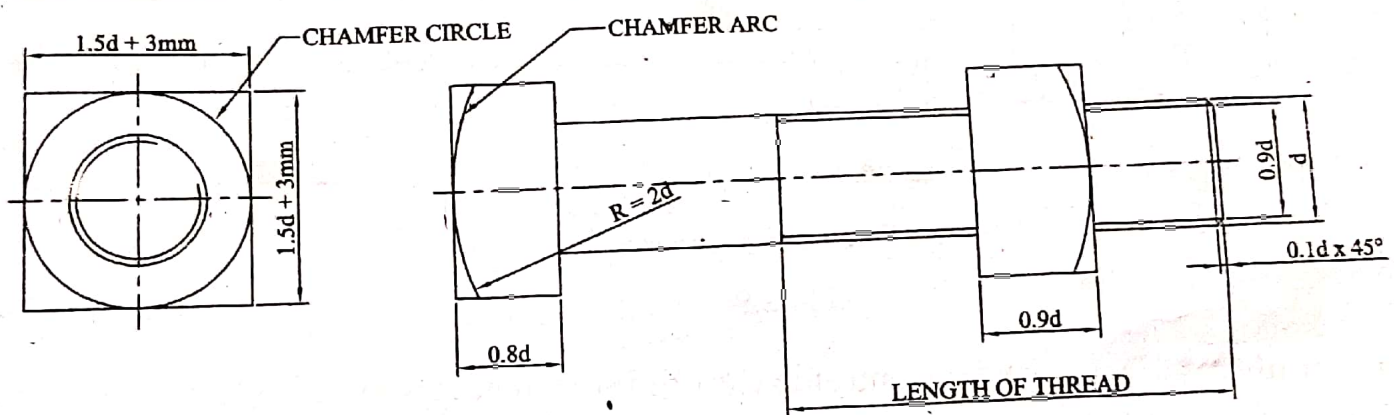 1.5d + 3mm
CHAMFER CIRCLE
CHAMFER ARC
1.5d + 3mm
R = 2d
0.9d
d
0.1d x 45°
0.8d
0.9d
LENGTH OF THREAD